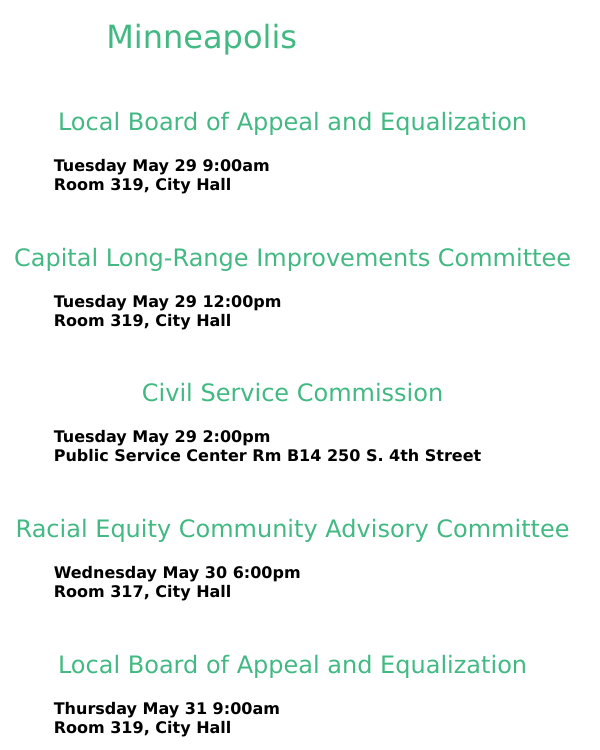 Minneapolis
Local Board of Appeal and Equalization
Tuesday May 29 9:00am
Room 319, City Hall
Capital Long-Range Improvements Committee
Tuesday May 29 12:00pm
Room 319, City Hall
Civil Service Commission
Tuesday May 29 2:00pm
Public Service Center Rm B14 250 S. 4th Street
Racial Equity Community Advisory Committee
Wednesday May 30 6:00pm
Room 317, City Hall
Local Board of Appeal and Equalization
Thursday May 31 9:00am
Room 319, City Hall